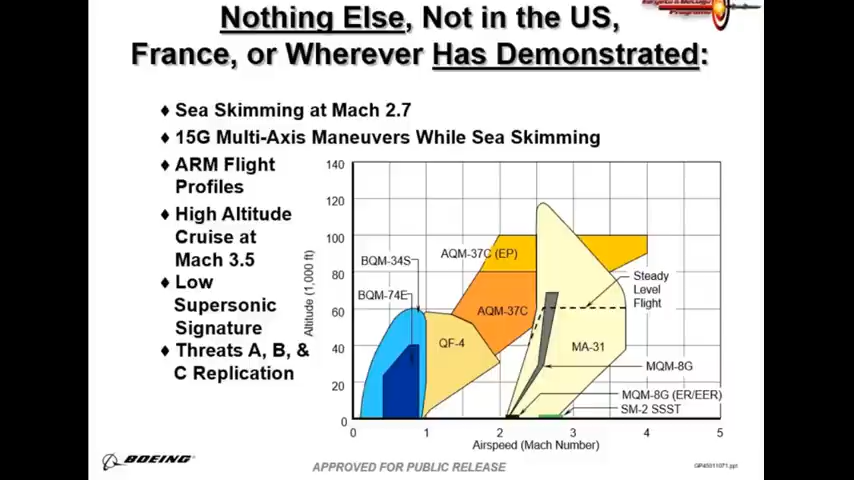 Nothing Else, Not in the US,
France, or Wherever Has Demonstrated:
♦ Sea Skimming at Mach 2.7
♦ 15G Multi-Axis Maneuvers While Sea Skimming
♦ ARM Flight
Profiles
♦ High Altitude
Cruise at
Mach 3.5
♦ Low
Supersonic
Signature
♦ Threats A, B, &
C Replication
Altitude (1,000 ft)
140
120
100
80
60
40
20
0
AQM-37C (EP)
BQM-34S
Steady
Level
Flight
BQM-74E
AQM-37C
QF-4
MA-31
MQM-8G
MQM-8G (ER/EER)
SM-2 SSST
0 1 2 3 4 5
Airspeed (Mach Number)
BOEING
APPROVED FOR PUBLIC RELEASE